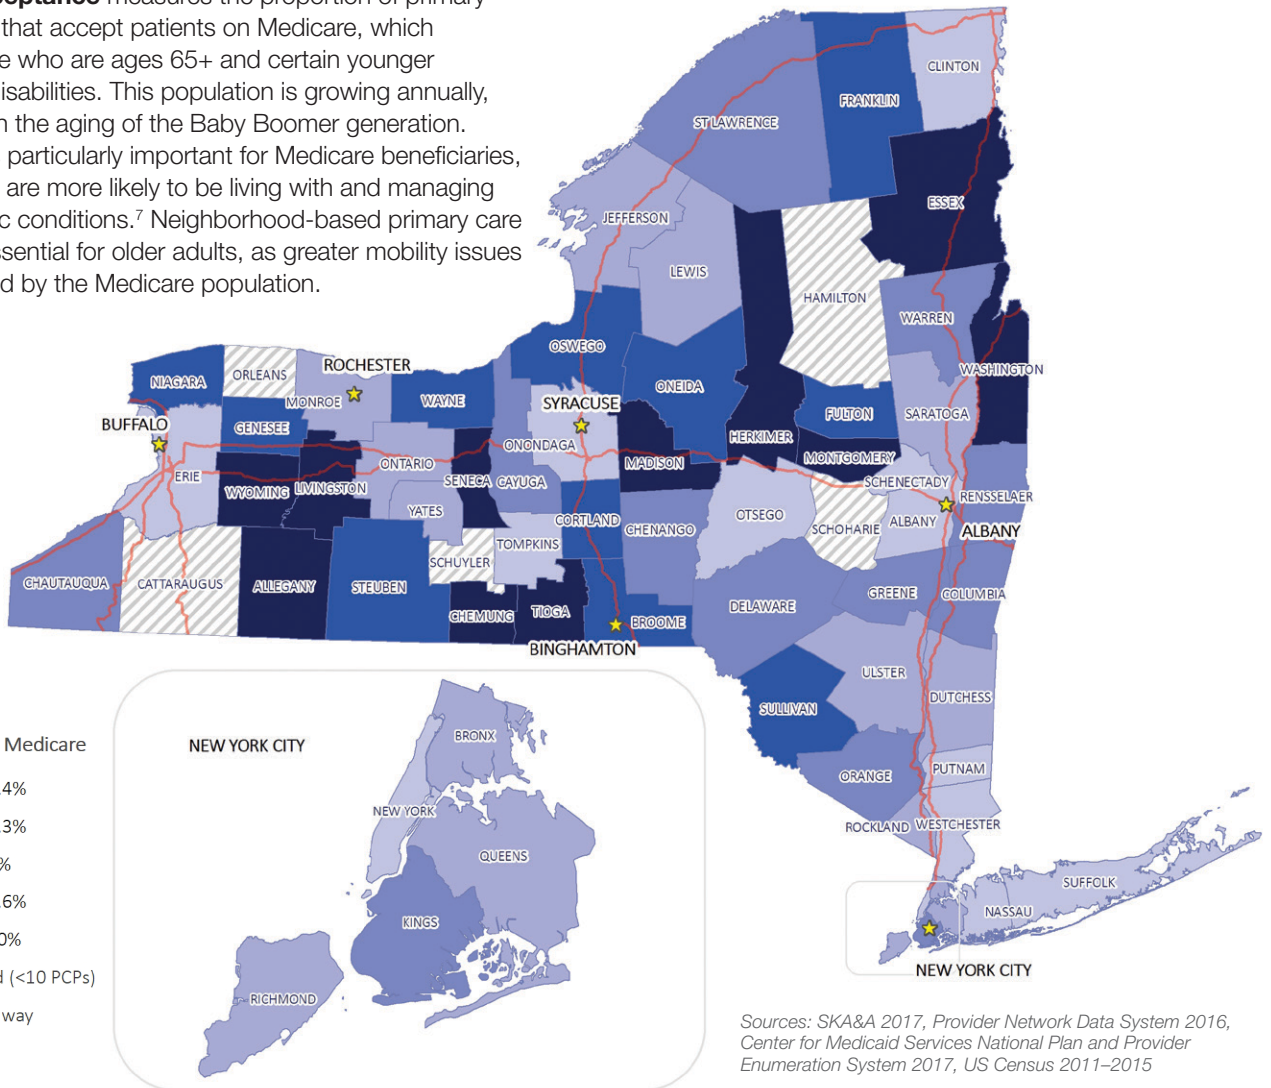 ceptance measures the proportion of primary
that accept patients on Medicare, which
e who are ages 65+ and certain younger
isabilities. This population is growing annually,
n the aging of the Baby Boomer generation.
particularly important for Medicare beneficiaries,
are more likely to be living with and managing
c conditions.⁷ Neighborhood-based primary care
ssential for older adults, as greater mobility issues
d by the Medicare population.
CLINTON
FRANKLIN
ST LAWRENCE
ESSEX
JEFFERSON
LEWIS
HAMILTON
WARREN
OSWEGO
WASHINGTON
ROCHESTER
ORLEANS
NIAGARA
MONROE
WAYNE
ONEIDA
SYRACUSE
FULTON
SARATOGA
BUFFALO
GENESEE
ONONDAGA
HERKIMER
MONTGOMERY
ONTARIO
MADISON
ERIE
WYOMING
LIVINGSTON
SENECA
CAYUGA
SCHENECTADY
RENSSELAER
YATES
OTSEGO
CORTLAND
CHENANGO
SCHOHARIE
ALBANY
ALBANY
TOMPKINS
SCHUYLER
CHAUTAUQUA
CATTARAUGUS
ALLEGANY
STEUBEN
CHEMUNG
TIOGA
BROOME
DELAWARE
GREENE
COLUMBIA
BINGHAMTON
ULSTER
DUTCHESS
SULLIVAN
PUTNAM
ORANGE
ROCKLAND
WESTCHESTER
SUFFOLK
NASSAU
NEW YORK CITY
NEW YORK CITY
BRONX
NEW YORK
QUEENS
KINGS
RICHMOND
Medicare
.4%
.3%
%
.6%
0%
d (<10 PCPs)
way
Sources: SKA&A 2017, Provider Network Data System 2016,
Center for Medicaid Services National Plan and Provider
Enumeration System 2017, US Census 2011–2015